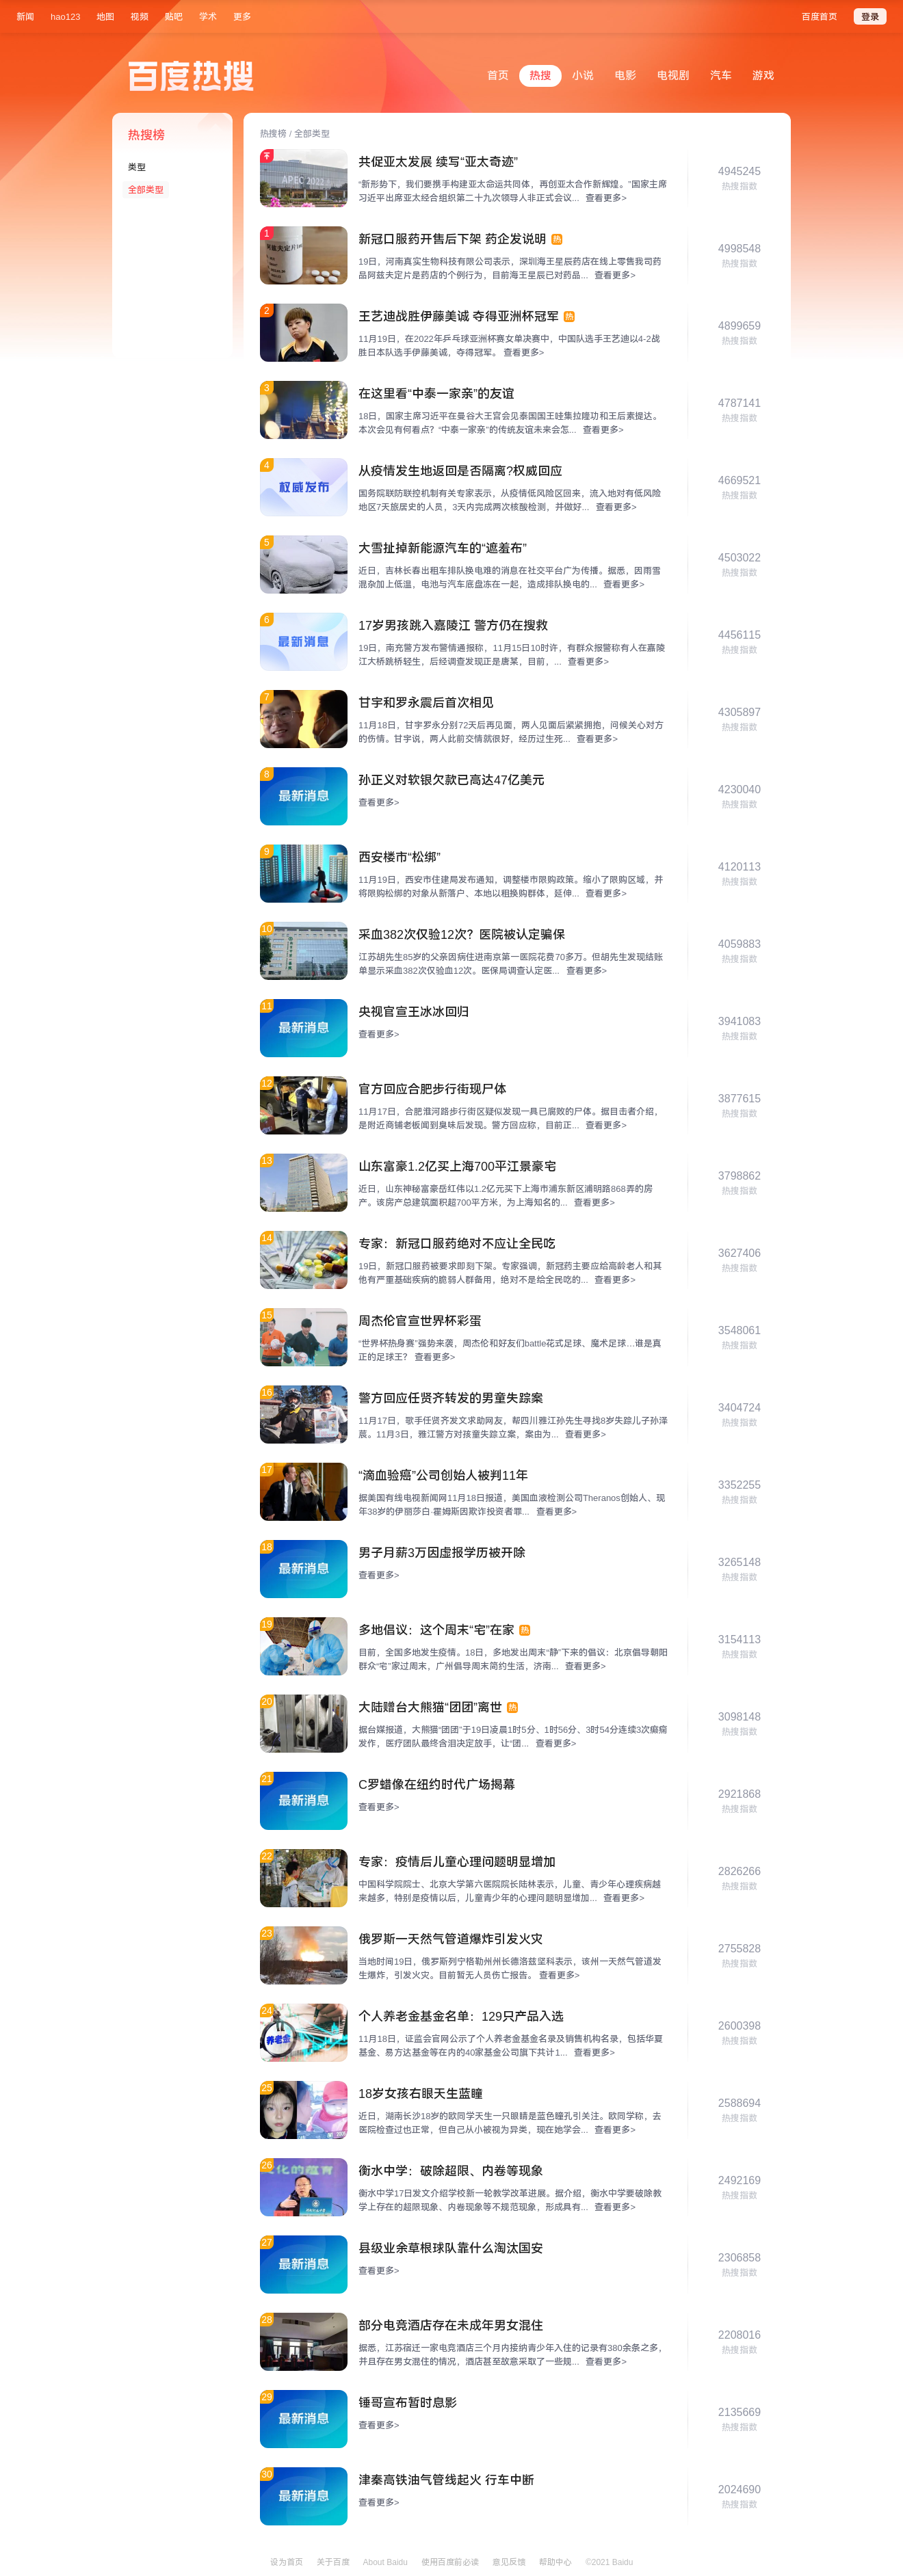 新闻 hao123 地图 视频 贴吧 学术 更多
百度首页 登录
百度热搜
首页 热搜 小说 电影 电视剧 汽车 游戏
热搜榜
类型
全部类型
热搜榜 / 全部类型
共促亚太发展 续写“亚太奇迹”
“新形势下，我们要携手构建亚太命运共同体，再创亚太合作新辉煌。”国家主席
习近平出席亚太经合组织第二十九次领导人非正式会议... 查看更多>
4945245
热搜指数
1
新冠口服药开售后下架 药企发说明 热
19日，河南真实生物科技有限公司表示，深圳海王星辰药店在线上零售我司药
品阿兹夫定片是药店的个例行为，目前海王星辰已对药品... 查看更多>
4998548
热搜指数
2
王艺迪战胜伊藤美诚 夺得亚洲杯冠军 热
11月19日，在2022年乒乓球亚洲杯赛女单决赛中，中国队选手王艺迪以4-2战
胜日本队选手伊藤美诚，夺得冠军。 查看更多>
4899659
热搜指数
3
在这里看“中泰一家亲”的友谊
18日，国家主席习近平在曼谷大王宫会见泰国国王哇集拉隆功和王后素提达。
本次会见有何看点？“中泰一家亲”的传统友谊未来会怎... 查看更多>
4787141
热搜指数
4
权威发布
从疫情发生地返回是否隔离?权威回应
国务院联防联控机制有关专家表示，从疫情低风险区回来，流入地对有低风险
地区7天旅居史的人员，3天内完成两次核酸检测，并做好... 查看更多>
4669521
热搜指数
5
大雪扯掉新能源汽车的“遮羞布”
近日，吉林长春出租车排队换电难的消息在社交平台广为传播。据悉，因雨雪
混杂加上低温，电池与汽车底盘冻在一起，造成排队换电的... 查看更多>
4503022
热搜指数
6
最新消息
17岁男孩跳入嘉陵江 警方仍在搜救
19日，南充警方发布警情通报称，11月15日10时许，有群众报警称有人在嘉陵
江大桥跳桥轻生，后经调查发现正是唐某，目前，... 查看更多>
4456115
热搜指数
7
甘宇和罗永震后首次相见
11月18日，甘宇罗永分别72天后再见面，两人见面后紧紧拥抱，问候关心对方
的伤情。甘宇说，两人此前交情就很好，经历过生死... 查看更多>
4305897
热搜指数
8
最新消息
孙正义对软银欠款已高达47亿美元
查看更多>
4230040
热搜指数
9
西安楼市“松绑”
11月19日，西安市住建局发布通知，调整楼市限购政策。缩小了限购区域，并
将限购松绑的对象从新落户、本地以租换购群体，延伸... 查看更多>
4120113
热搜指数
10
采血382次仅验12次？医院被认定骗保
江苏胡先生85岁的父亲因病住进南京第一医院花费70多万。但胡先生发现结账
单显示采血382次仅验血12次。医保局调查认定医... 查看更多>
4059883
热搜指数
11
最新消息
央视官宣王冰冰回归
查看更多>
3941083
热搜指数
12
官方回应合肥步行街现尸体
11月17日，合肥淮河路步行街区疑似发现一具已腐败的尸体。据目击者介绍，
是附近商铺老板闻到臭味后发现。警方回应称，目前正... 查看更多>
3877615
热搜指数
13
山东富豪1.2亿买上海700平江景豪宅
近日，山东神秘富豪岳红伟以1.2亿元买下上海市浦东新区浦明路868弄的房
产。该房产总建筑面积超700平方米，为上海知名的... 查看更多>
3798862
热搜指数
14
专家：新冠口服药绝对不应让全民吃
19日，新冠口服药被要求即刻下架。专家强调，新冠药主要应给高龄老人和其
他有严重基础疾病的脆弱人群备用，绝对不是给全民吃的... 查看更多>
3627406
热搜指数
15
周杰伦官宣世界杯彩蛋
“世界杯热身赛”强势来袭，周杰伦和好友们battle花式足球、魔术足球…谁是真
正的足球王？ 查看更多>
3548061
热搜指数
16
警方回应任贤齐转发的男童失踪案
11月17日，歌手任贤齐发文求助网友，帮四川雅江孙先生寻找8岁失踪儿子孙泽
晨。11月3日，雅江警方对孩童失踪立案，案由为... 查看更多>
3404724
热搜指数
17
“滴血验癌”公司创始人被判11年
据美国有线电视新闻网11月18日报道，美国血液检测公司Theranos创始人、现
年38岁的伊丽莎白·霍姆斯因欺诈投资者罪... 查看更多>
3352255
热搜指数
18
最新消息
男子月薪3万因虚报学历被开除
查看更多>
3265148
热搜指数
19
多地倡议：这个周末“宅”在家 热
目前，全国多地发生疫情。18日，多地发出周末“静”下来的倡议：北京倡导朝阳
群众“宅”家过周末，广州倡导周末简约生活，济南... 查看更多>
3154113
热搜指数
20
大陆赠台大熊猫“团团”离世 热
据台媒报道，大熊猫“团团”于19日凌晨1时5分、1时56分、3时54分连续3次癫痫
发作，医疗团队最终含泪决定放手，让“团... 查看更多>
3098148
热搜指数
21
最新消息
C罗蜡像在纽约时代广场揭幕
查看更多>
2921868
热搜指数
22
专家：疫情后儿童心理问题明显增加
中国科学院院士、北京大学第六医院院长陆林表示，儿童、青少年心理疾病越
来越多，特别是疫情以后，儿童青少年的心理问题明显增加... 查看更多>
2826266
热搜指数
23
俄罗斯一天然气管道爆炸引发火灾
当地时间19日，俄罗斯列宁格勒州州长德洛兹坚科表示，该州一天然气管道发
生爆炸，引发火灾。目前暂无人员伤亡报告。 查看更多>
2755828
热搜指数
24
养老金
个人养老金基金名单：129只产品入选
11月18日，证监会官网公示了个人养老金基金名录及销售机构名录，包括华夏
基金、易方达基金等在内的40家基金公司旗下共计1... 查看更多>
2600398
热搜指数
25
18岁女孩右眼天生蓝瞳
近日，湖南长沙18岁的欧同学天生一只眼睛是蓝色瞳孔引关注。欧同学称，去
医院检查过也正常，但自己从小被视为异类，现在她学会... 查看更多>
2588694
热搜指数
26
衡水中学：破除超限、内卷等现象
衡水中学17日发文介绍学校新一轮教学改革进展。据介绍，衡水中学要破除教
学上存在的超限现象、内卷现象等不规范现象，形成具有... 查看更多>
2492169
热搜指数
27
最新消息
县级业余草根球队靠什么淘汰国安
查看更多>
2306858
热搜指数
28
部分电竞酒店存在未成年男女混住
据悉，江苏宿迁一家电竞酒店三个月内接纳青少年入住的记录有380余条之多，
并且存在男女混住的情况，酒店甚至故意采取了一些规... 查看更多>
2208016
热搜指数
29
最新消息
锤哥宣布暂时息影
查看更多>
2135669
热搜指数
30
最新消息
津秦高铁油气管线起火 行车中断
查看更多>
2024690
热搜指数
设为首页 关于百度 About Baidu 使用百度前必读 意见反馈 帮助中心 ©2021 Baidu